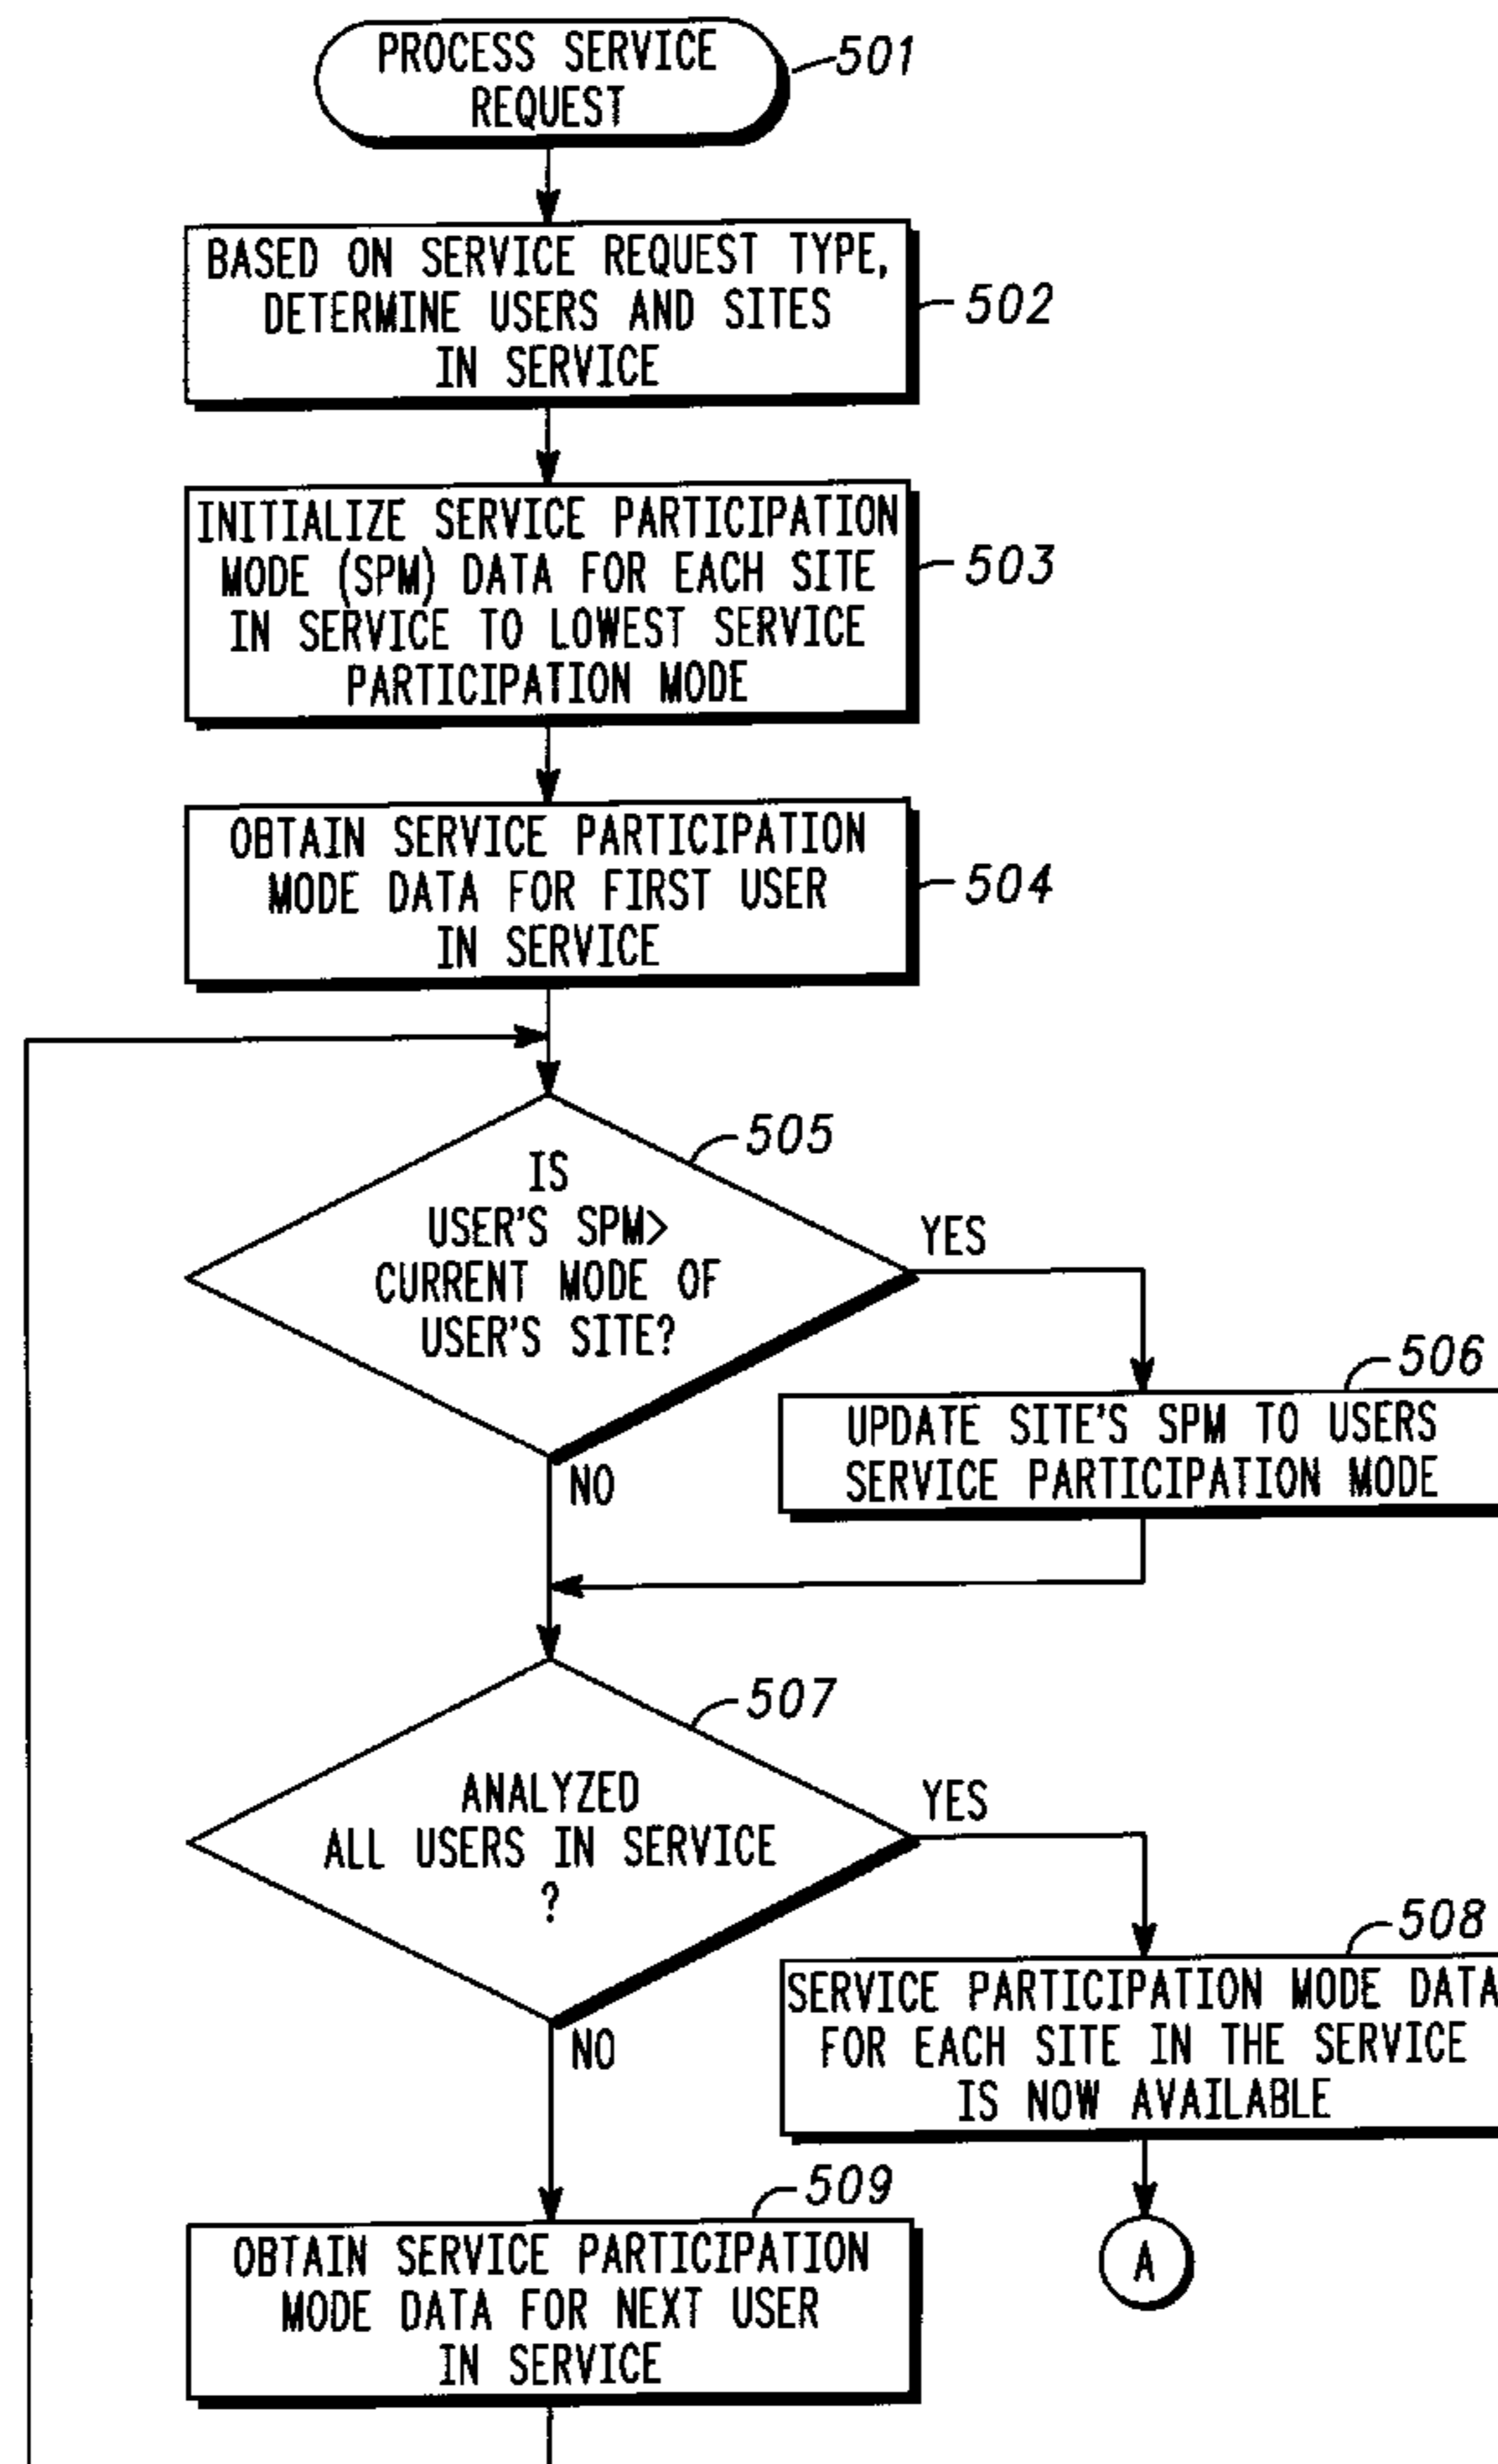 PROCESS SERVICE
REQUEST
501
BASED ON SERVICE REQUEST TYPE,
DETERMINE USERS AND SITES
IN SERVICE
502
INITIALIZE SERVICE PARTICIPATION
MODE (SPM) DATA FOR EACH SITE
IN SERVICE TO LOWEST SERVICE
PARTICIPATION MODE
503
OBTAIN SERVICE PARTICIPATION
MODE DATA FOR FIRST USER
IN SERVICE
504
505
IS
USER'S SPM>
CURRENT MODE OF
USER'S SITE?
YES
NO
506
UPDATE SITE'S SPM TO USERS
SERVICE PARTICIPATION MODE
507
ANALYZED
ALL USERS IN SERVICE
?
YES
NO
508
SERVICE PARTICIPATION MODE DATA
FOR EACH SITE IN THE SERVICE
IS NOW AVAILABLE
A
509
OBTAIN SERVICE PARTICIPATION
MODE DATA FOR NEXT USER
IN SERVICE